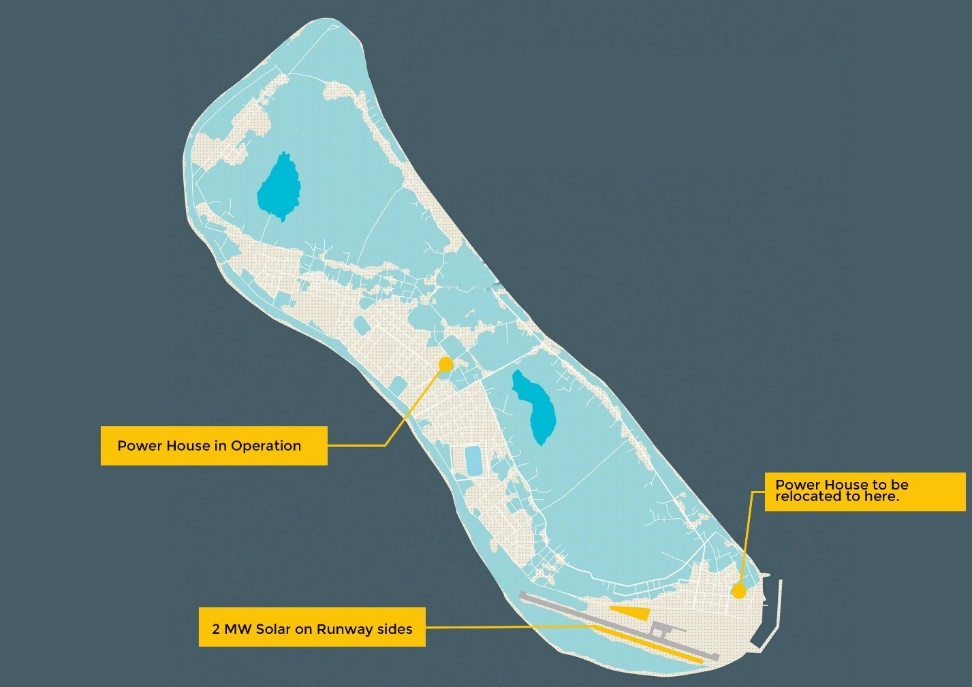 Power House in Operation
Power House to be
relocated to here.
2 MW Solar on Runway sides